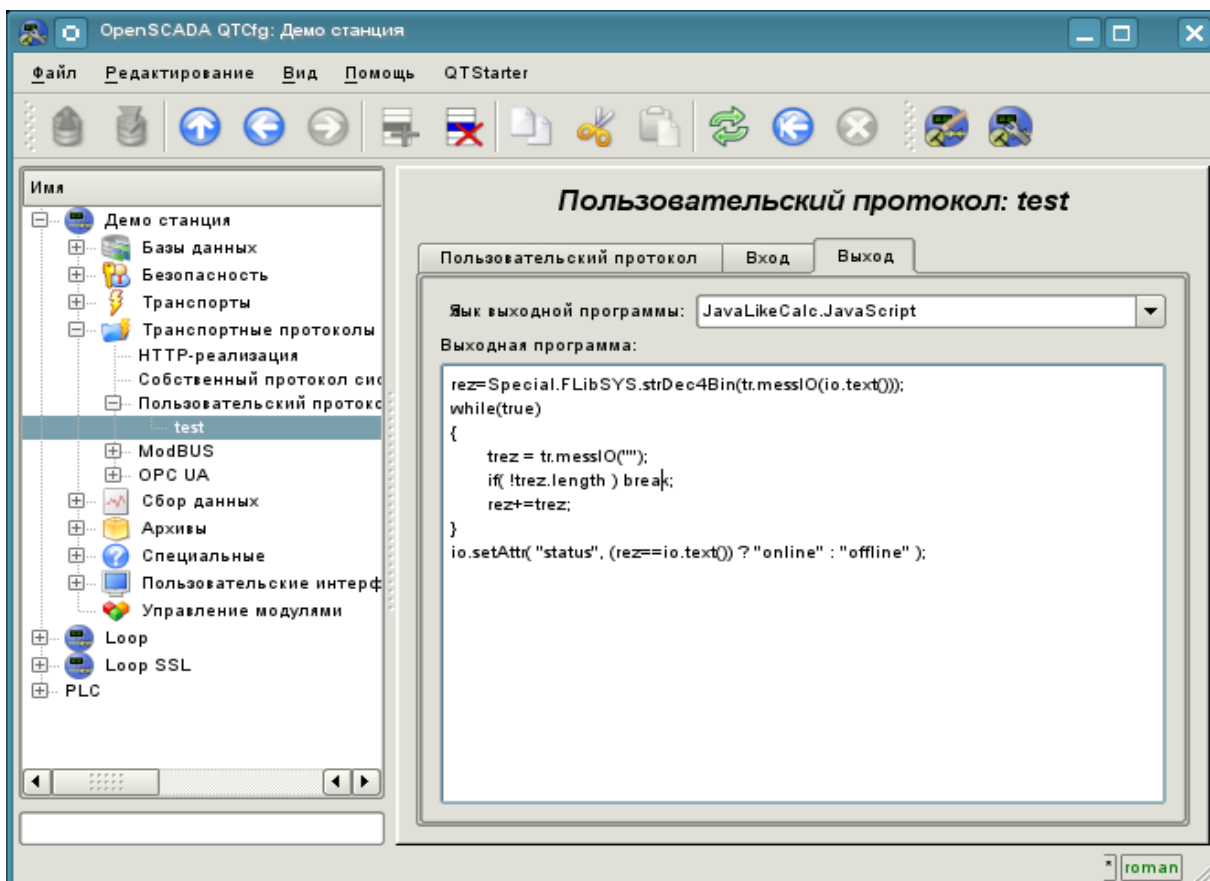 OpenSCADA QTCfg: Демо станция
Файл Редактирование Вид Помощь QTStarter
Имя
Демо станция
Базы данных
Безопасность
Транспорты
Транспортные протоколы
HTTP-реализация
Собственный протокол сис
Пользовательский протоко
test
ModBUS
OPC UA
Сбор данных
Архивы
Специальные
Пользовательские интерф
Управление модулями
Loop
Loop SSL
PLC
Пользовательский протокол: test
Пользовательский протокол Вход Выход
Язык выходной программы: JavaLikeCalc.JavaScript
Выходная программа:
rez=Special.FLibSYS.strDec4Bin(tr.messIO(io.text()));
while(true)
{
trez = tr.messIO("");
if( !trez.length ) break;
rez+=trez;
}
io.setAttr( "status", (rez==io.text()) ? "online" : "offline" );
* roman